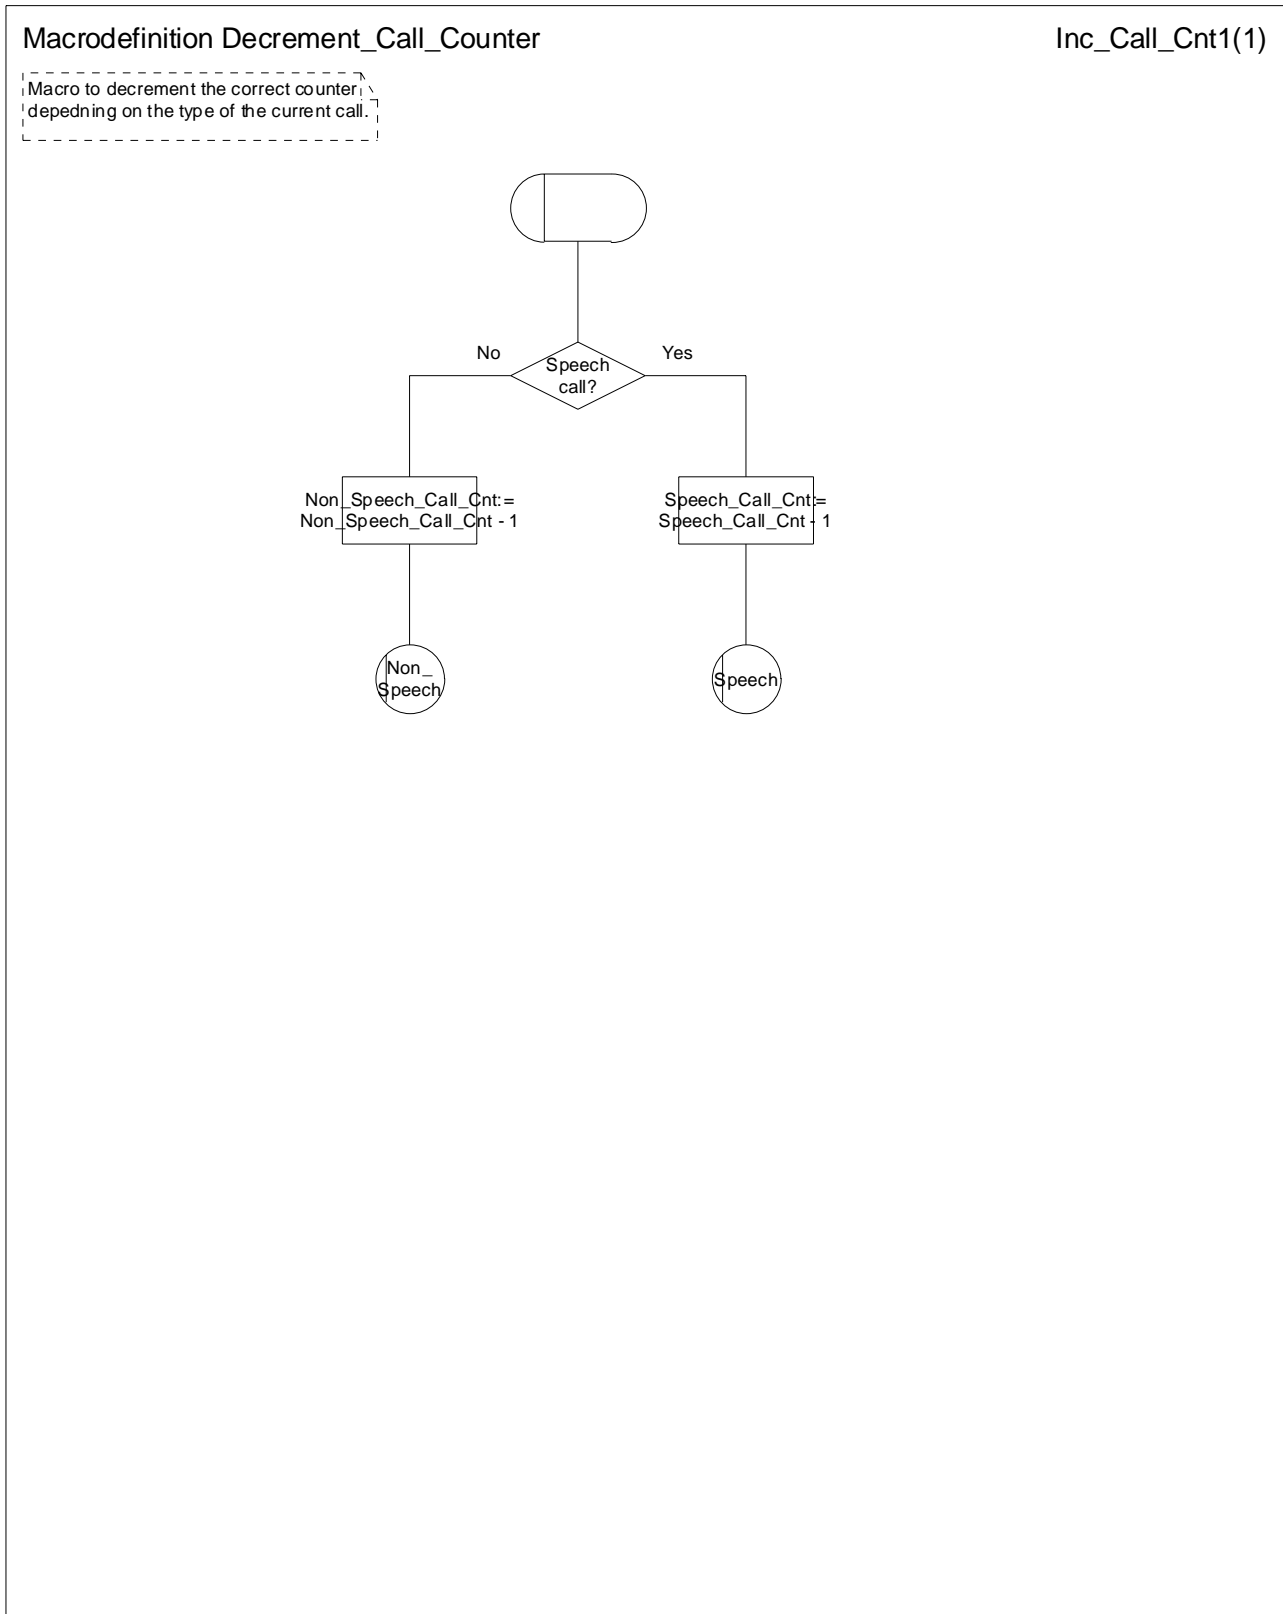 Macrodefinition Decrement_Call_Counter
Inc_Call_Cnt1(1)
Macro to decrement the correct counter
depedning on the type of the current call.
No
Yes
Speech
call?
Non_Speech_Call_Cnt:=
Non_Speech_Call_Cnt - 1
Speech_Call_Cnt:=
Speech_Call_Cnt - 1
Non_
Speech
Speech